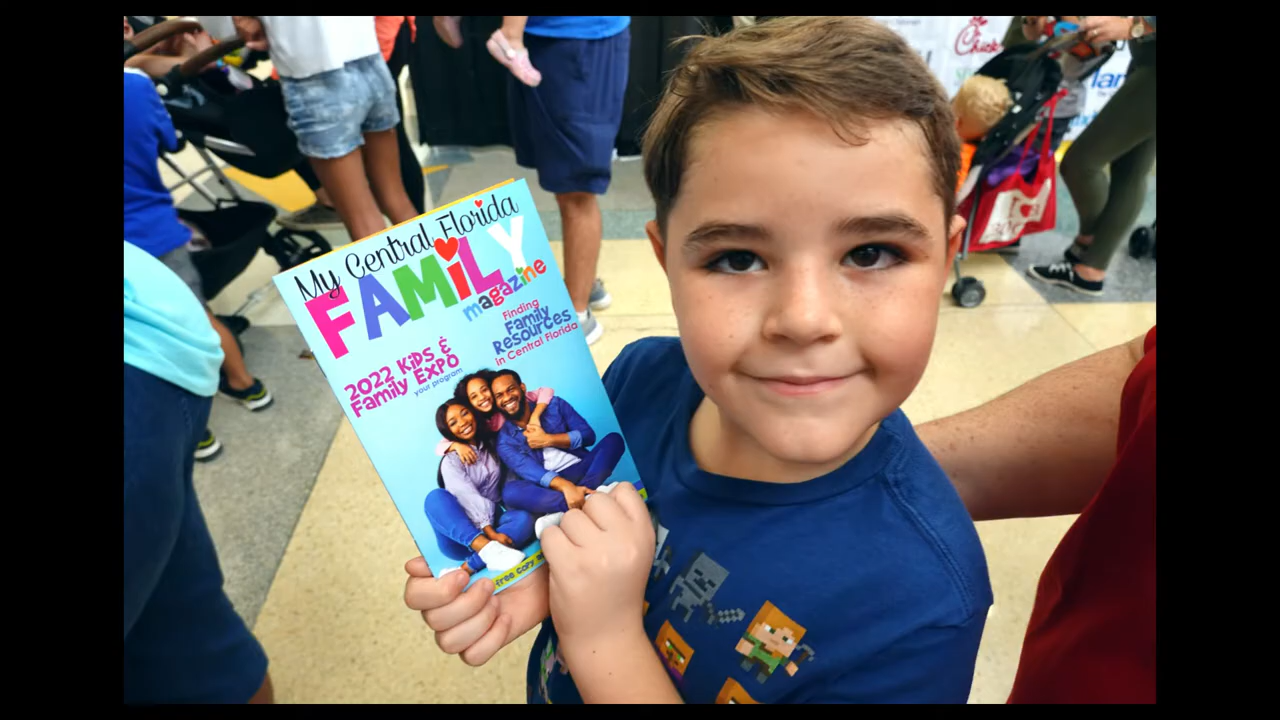 My Central Florida
FAMiLY
magazine
Finding
Family
Resources
in Central Florida
2022 KiDS &
Family EXPO
your program
free copy
Chick